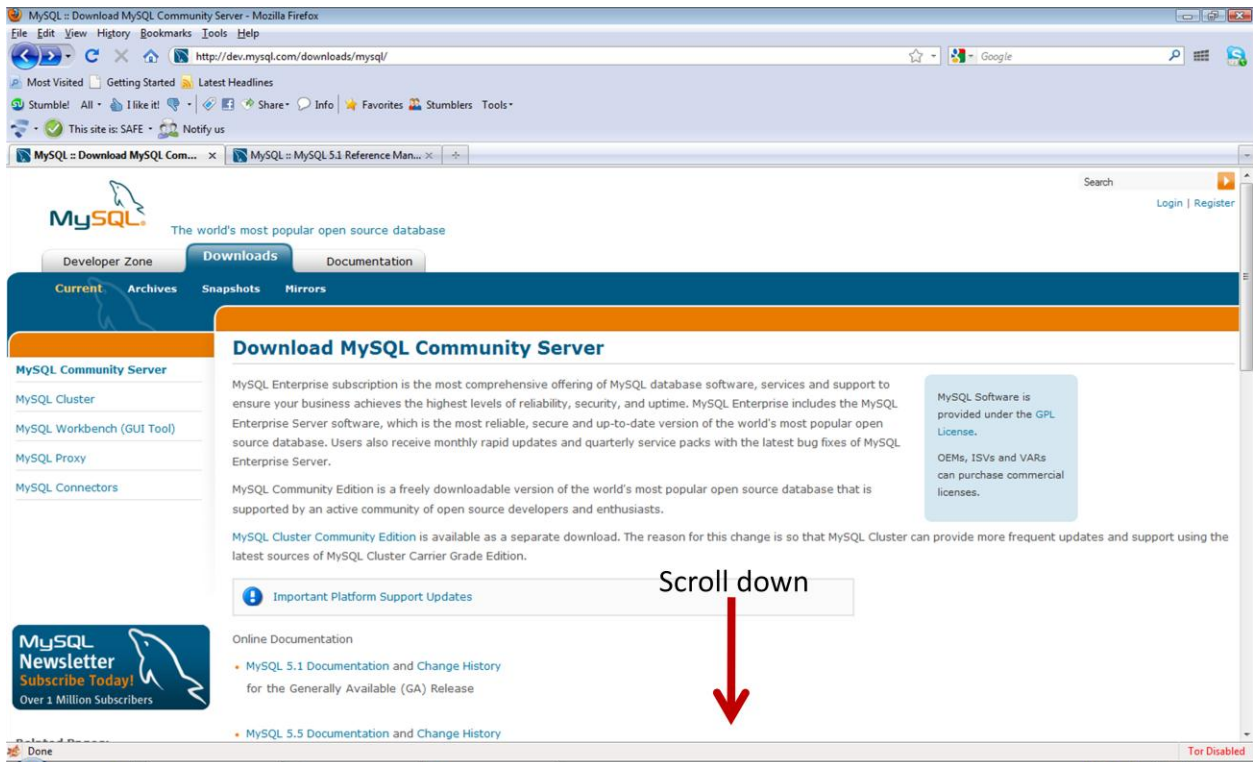 MySQL :: Download MySQL Community Server - Mozilla Firefox
File Edit View History Bookmarks Tools Help
http://dev.mysql.com/downloads/mysql/
Google
Most Visited Getting Started Latest Headlines
Stumble! All I like it! Share Info Favorites Stumblers Tools
This site is: SAFE Notify us
MySQL :: Download MySQL Com... MySQL :: MySQL 5.1 Reference Man...
Search
Login | Register
MySQL. The world's most popular open source database
Developer Zone Downloads Documentation
Current Archives Snapshots Mirrors
MySQL Community Server
MySQL Cluster
MySQL Workbench (GUI Tool)
MySQL Proxy
MySQL Connectors
MySQL
Newsletter
Subscribe Today!
Over 1 Million Subscribers
Download MySQL Community Server
MySQL Enterprise subscription is the most comprehensive offering of MySQL database software, services and support to
ensure your business achieves the highest levels of reliability, security, and uptime. MySQL Enterprise includes the MySQL
Enterprise Server software, which is the most reliable, secure and up-to-date version of the world's most popular open
source database. Users also receive monthly rapid updates and quarterly service packs with the latest bug fixes of MySQL
Enterprise Server.
MySQL Community Edition is a freely downloadable version of the world's most popular open source database that is
supported by an active community of open source developers and enthusiasts.
MySQL Software is
provided under the GPL
License.
OEMs, ISVs and VARs
can purchase commercial
licenses.
MySQL Cluster Community Edition is available as a separate download. The reason for this change is so that MySQL Cluster can provide more frequent updates and support using the
latest sources of MySQL Cluster Carrier Grade Edition.
Important Platform Support Updates
Scroll down
Online Documentation
• MySQL 5.1 Documentation and Change History
for the Generally Available (GA) Release
• MySQL 5.5 Documentation and Change History
Done
Tor Disabled